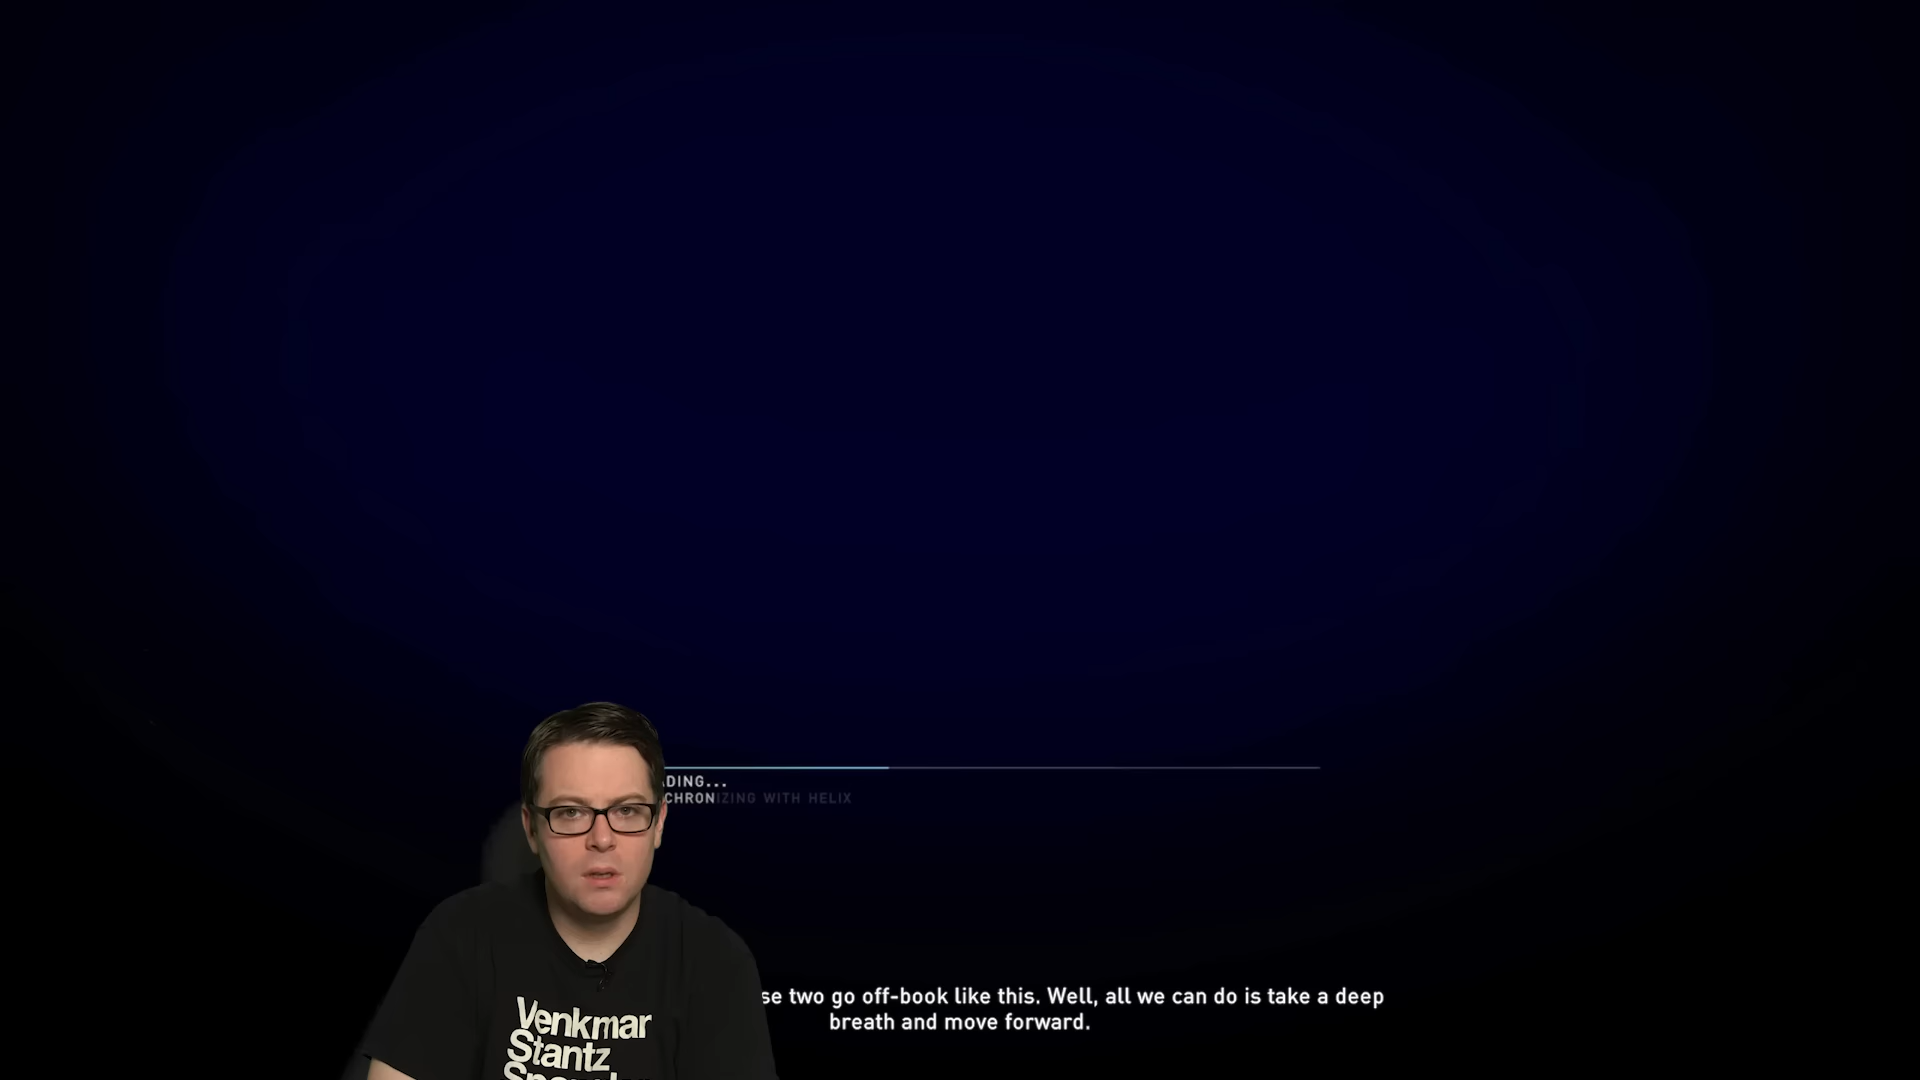 ADING...
CHRONIZING WITH HELIX
se two go off-book like this. Well, all we can do is take a deep
breath and move forward.
Venkmar
Stantz